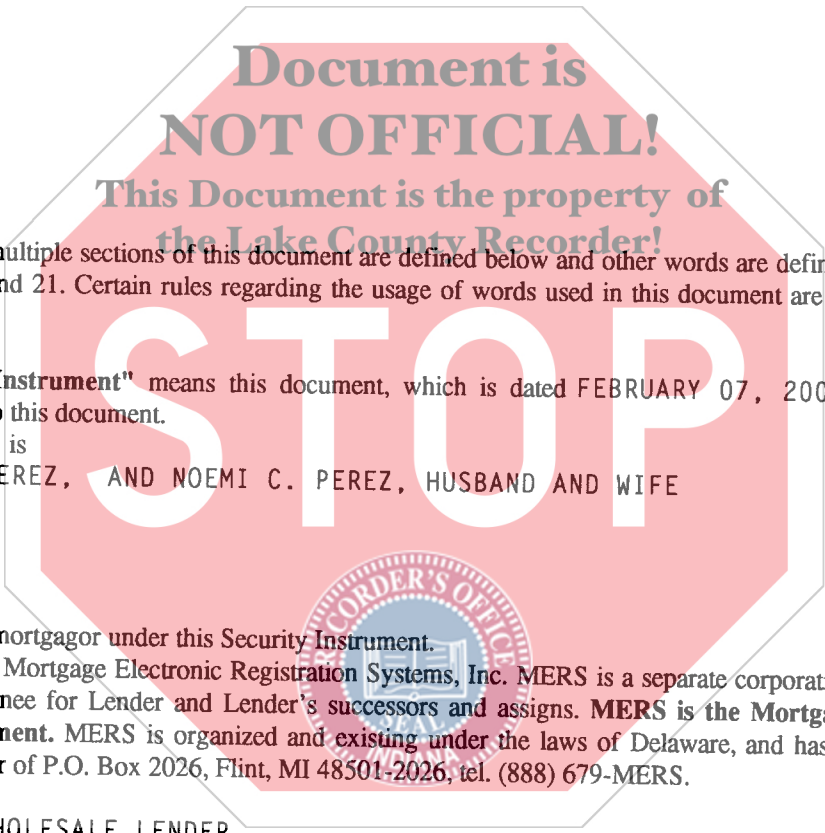 Document is
NOT OFFICIAL!
This Document is the property of
the Lake County Recorder!
multiple sections of this document are defined below and other words are defin
nd 21. Certain rules regarding the usage of words used in this document are
STOP
Instrument" means this document, which is dated FEBRUARY 07, 200
this document.
is
EREZ, AND NOEMI C. PEREZ, HUSBAND AND WIFE
RECORDER'S OFFICE
SEAL
mortgagor under this Security Instrument.
Mortgage Electronic Registration Systems, Inc. MERS is a separate corporat
nee for Lender and Lender's successors and assigns. MERS is the Mortga
ment. MERS is organized and existing under the laws of Delaware, and has
r of P.O. Box 2026, Flint, MI 48501-2026, tel. (888) 679-MERS.
HOLESALE LENDER